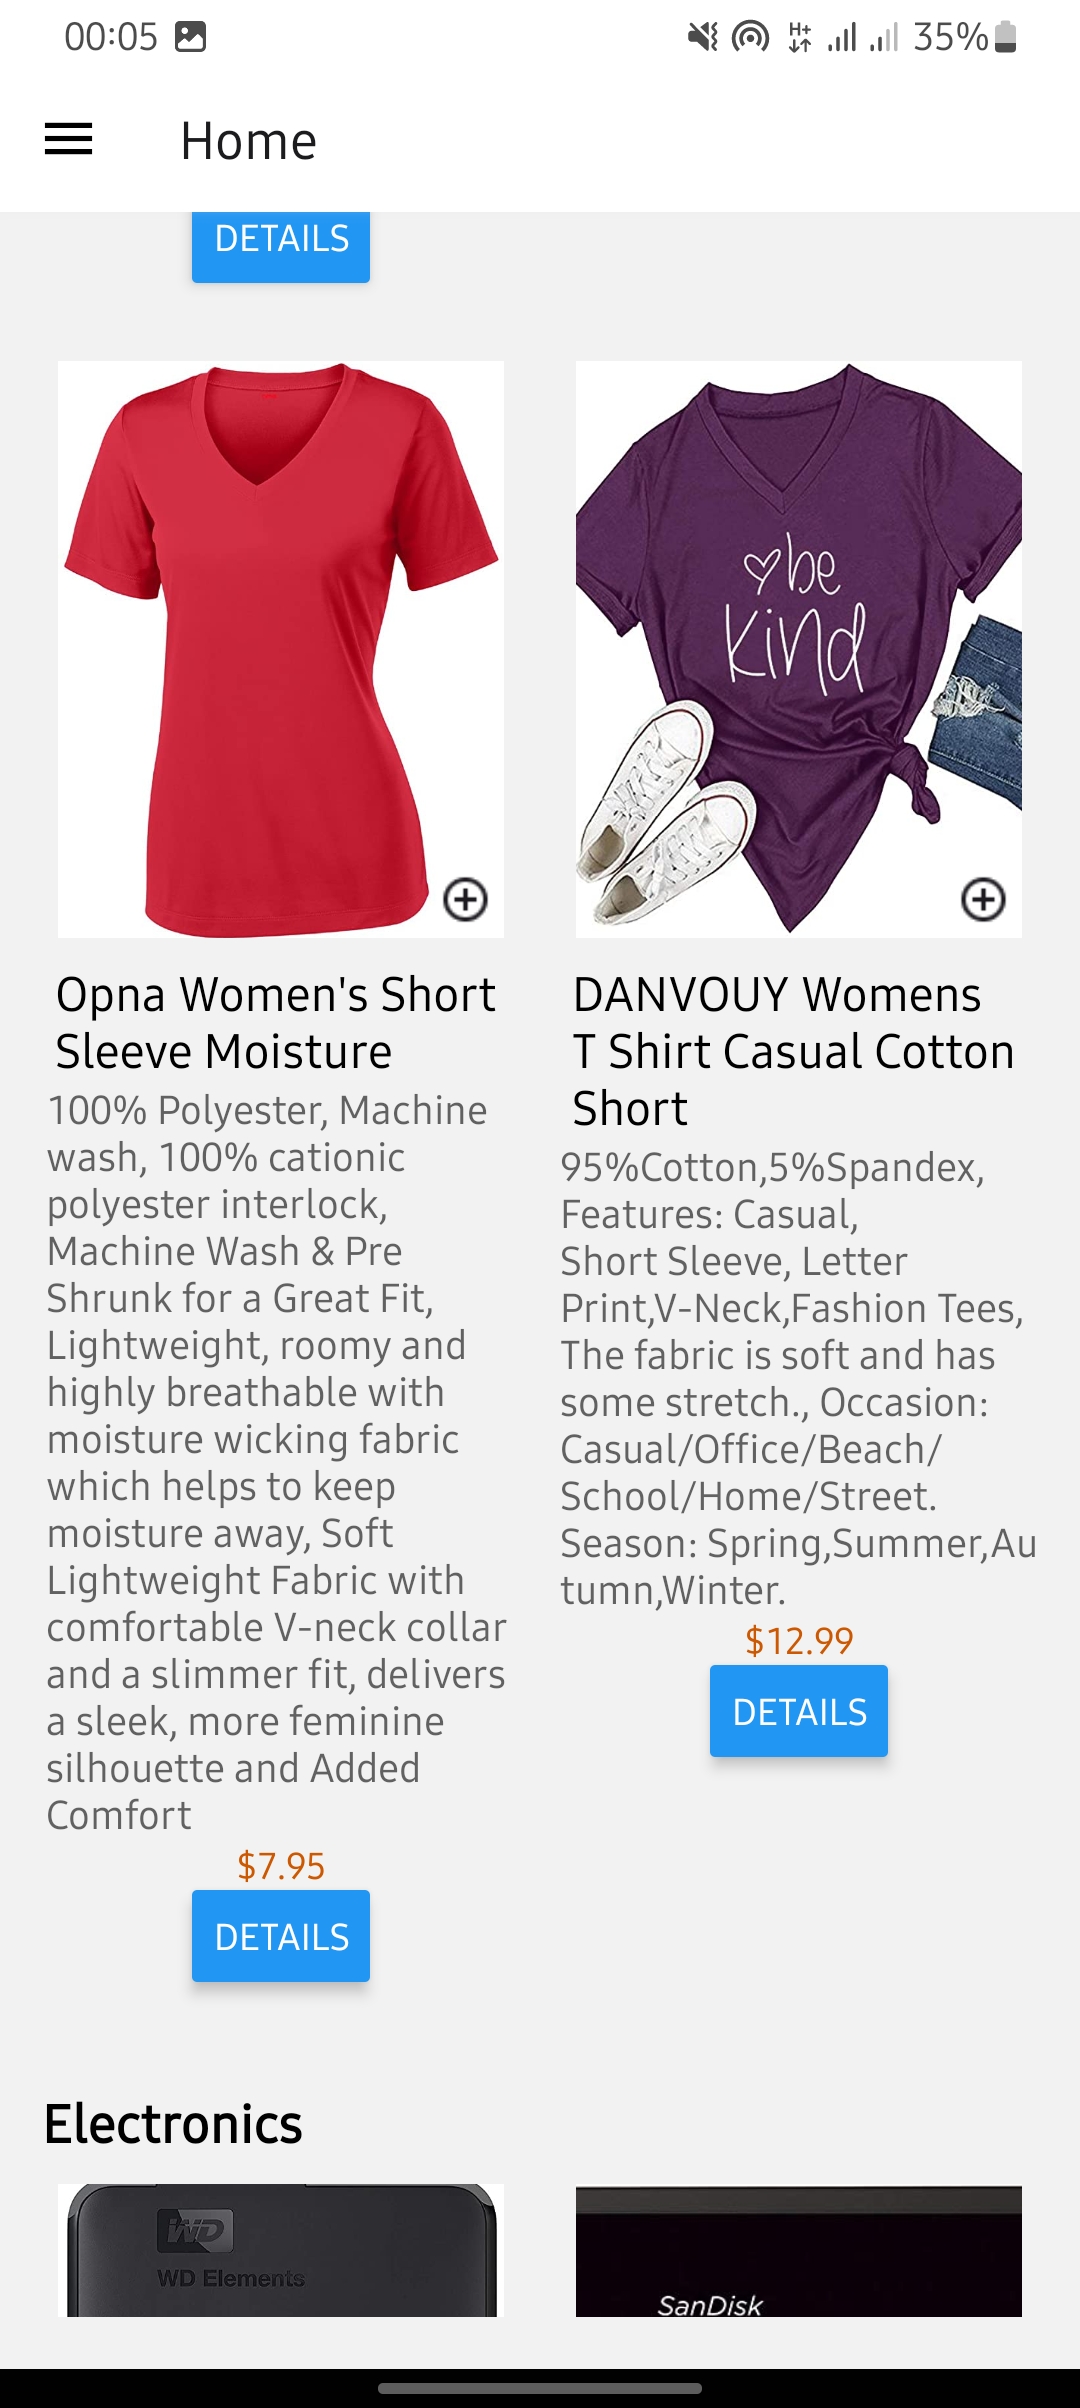 00:05
35%
Home
DETAILS
be
kind
Opna Women's Short
Sleeve Moisture
100% Polyester, Machine
wash, 100% cationic
polyester interlock,
Machine Wash & Pre
Shrunk for a Great Fit,
Lightweight, roomy and
highly breathable with
moisture wicking fabric
which helps to keep
moisture away, Soft
Lightweight Fabric with
comfortable V-neck collar
and a slimmer fit, delivers
a sleek, more feminine
silhouette and Added
Comfort
$7.95
DETAILS
DANVOUY Womens
T Shirt Casual Cotton
Short
95%Cotton,5%Spandex,
Features: Casual,
Short Sleeve, Letter
Print,V-Neck,Fashion Tees,
The fabric is soft and has
some stretch., Occasion:
Casual/Office/Beach/
School/Home/Street.
Season: Spring,Summer,Au
tumn,Winter.
$12.99
DETAILS
Electronics
WD
WD Elements
SanDisk